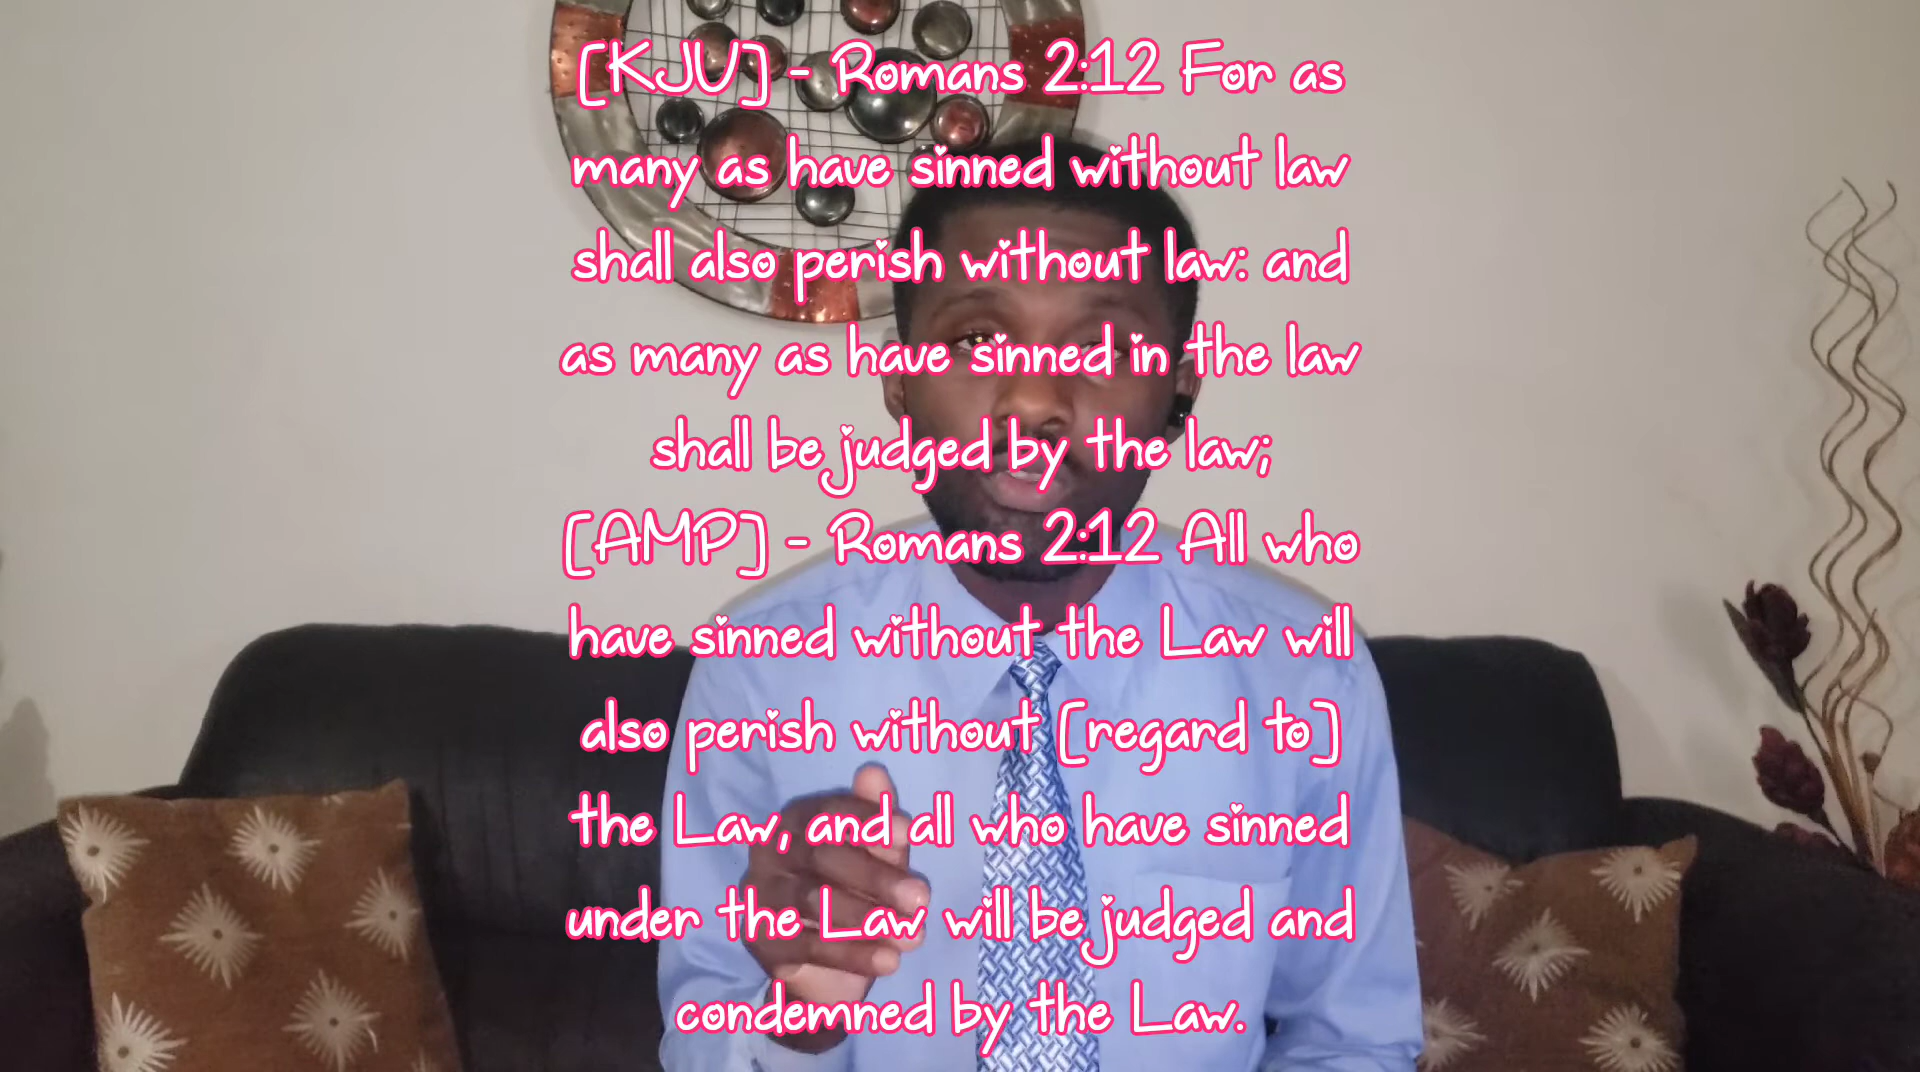 [KJV] - Romans 2:12 For as
many as have sinned without law
shall also perish without law: and
as many as have sinned in the law
shall be judged by the law;
[AMP] - Romans 2:12 All who
have sinned without the Law will
also perish without [regard to]
the Law, and all who have sinned
under the Law will be judged and
condemned by the Law.